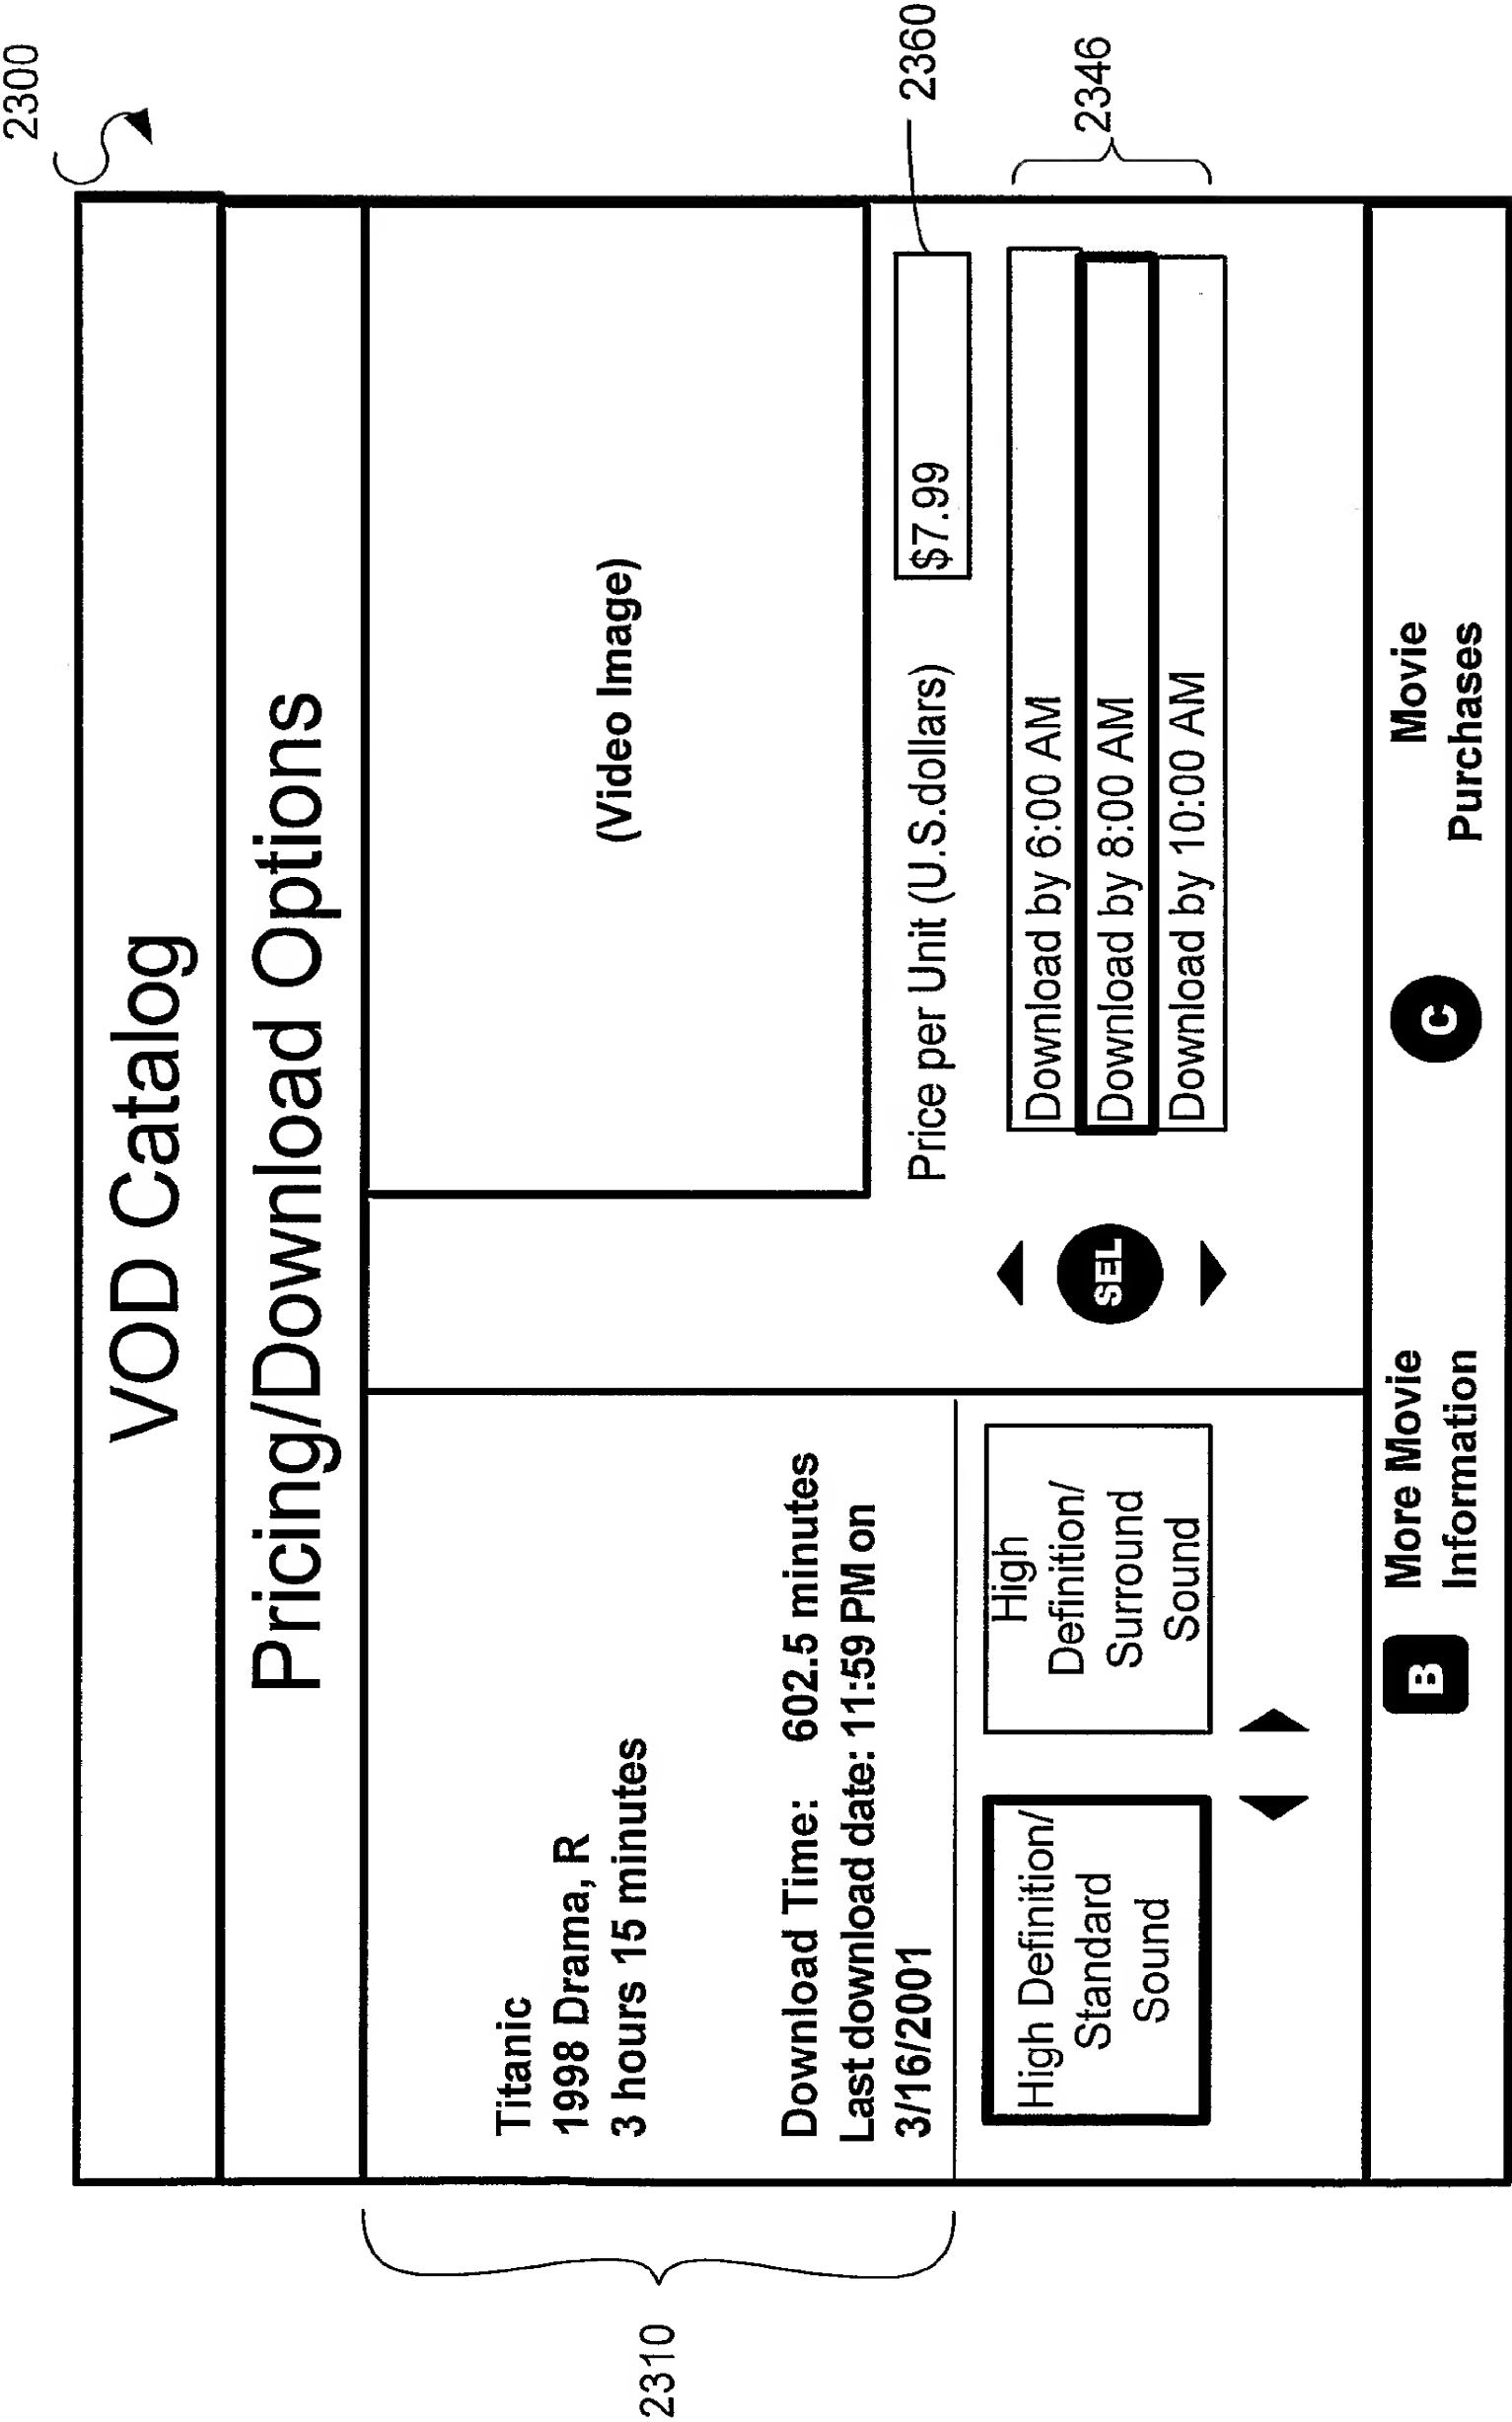 2300
VOD Catalog
Pricing/Download Options
2310
Titanic
1998 Drama, R
3 hours 15 minutes
Download Time: 602.5 minutes
Last download date: 11:59 PM on
3/16/2001
(Video Image)
Price per Unit (U.S.dollars)
$7.99
2360
High Definition/
Standard
Sound
High
Definition/
Surround
Sound
SEL
Download by 6:00 AM
Download by 8:00 AM
Download by 10:00 AM
2346
B
More Movie
Information
C
Movie
Purchases